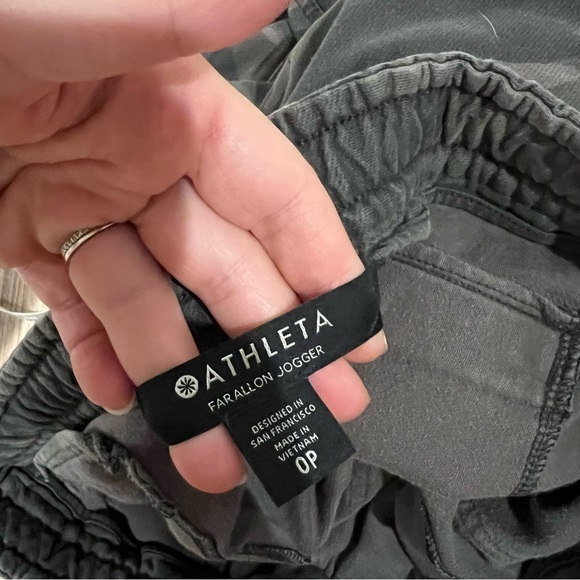 ATHLETA
FARALLON JOGGER
DESIGNED IN
SAN FRANCISCO
MADE IN
VIETNAM
0P